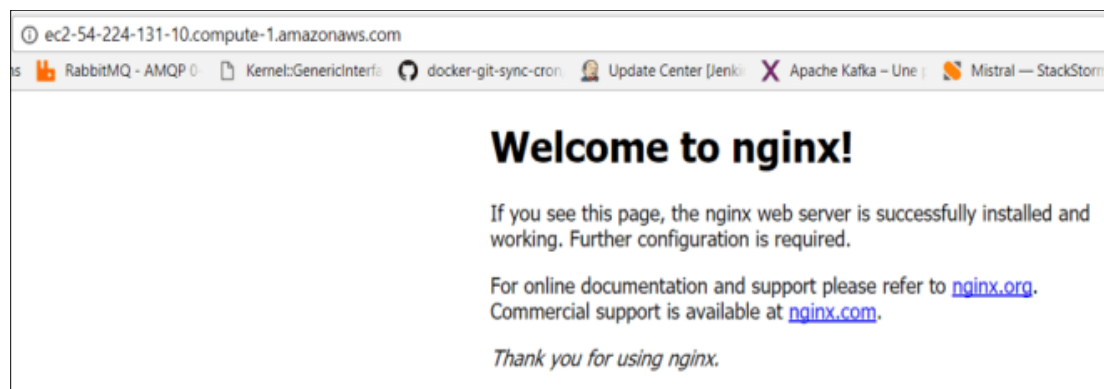 ec2-54-224-131-10.compute-1.amazonaws.com
ns RabbitMQ - AMQP 0- Kernel::GenericInterfa docker-git-sync-cron Update Center [Jenki Apache Kafka – Une p Mistral — StackStorm
Welcome to nginx!
If you see this page, the nginx web server is successfully installed and
working. Further configuration is required.
For online documentation and support please refer to nginx.org.
Commercial support is available at nginx.com.
Thank you for using nginx.